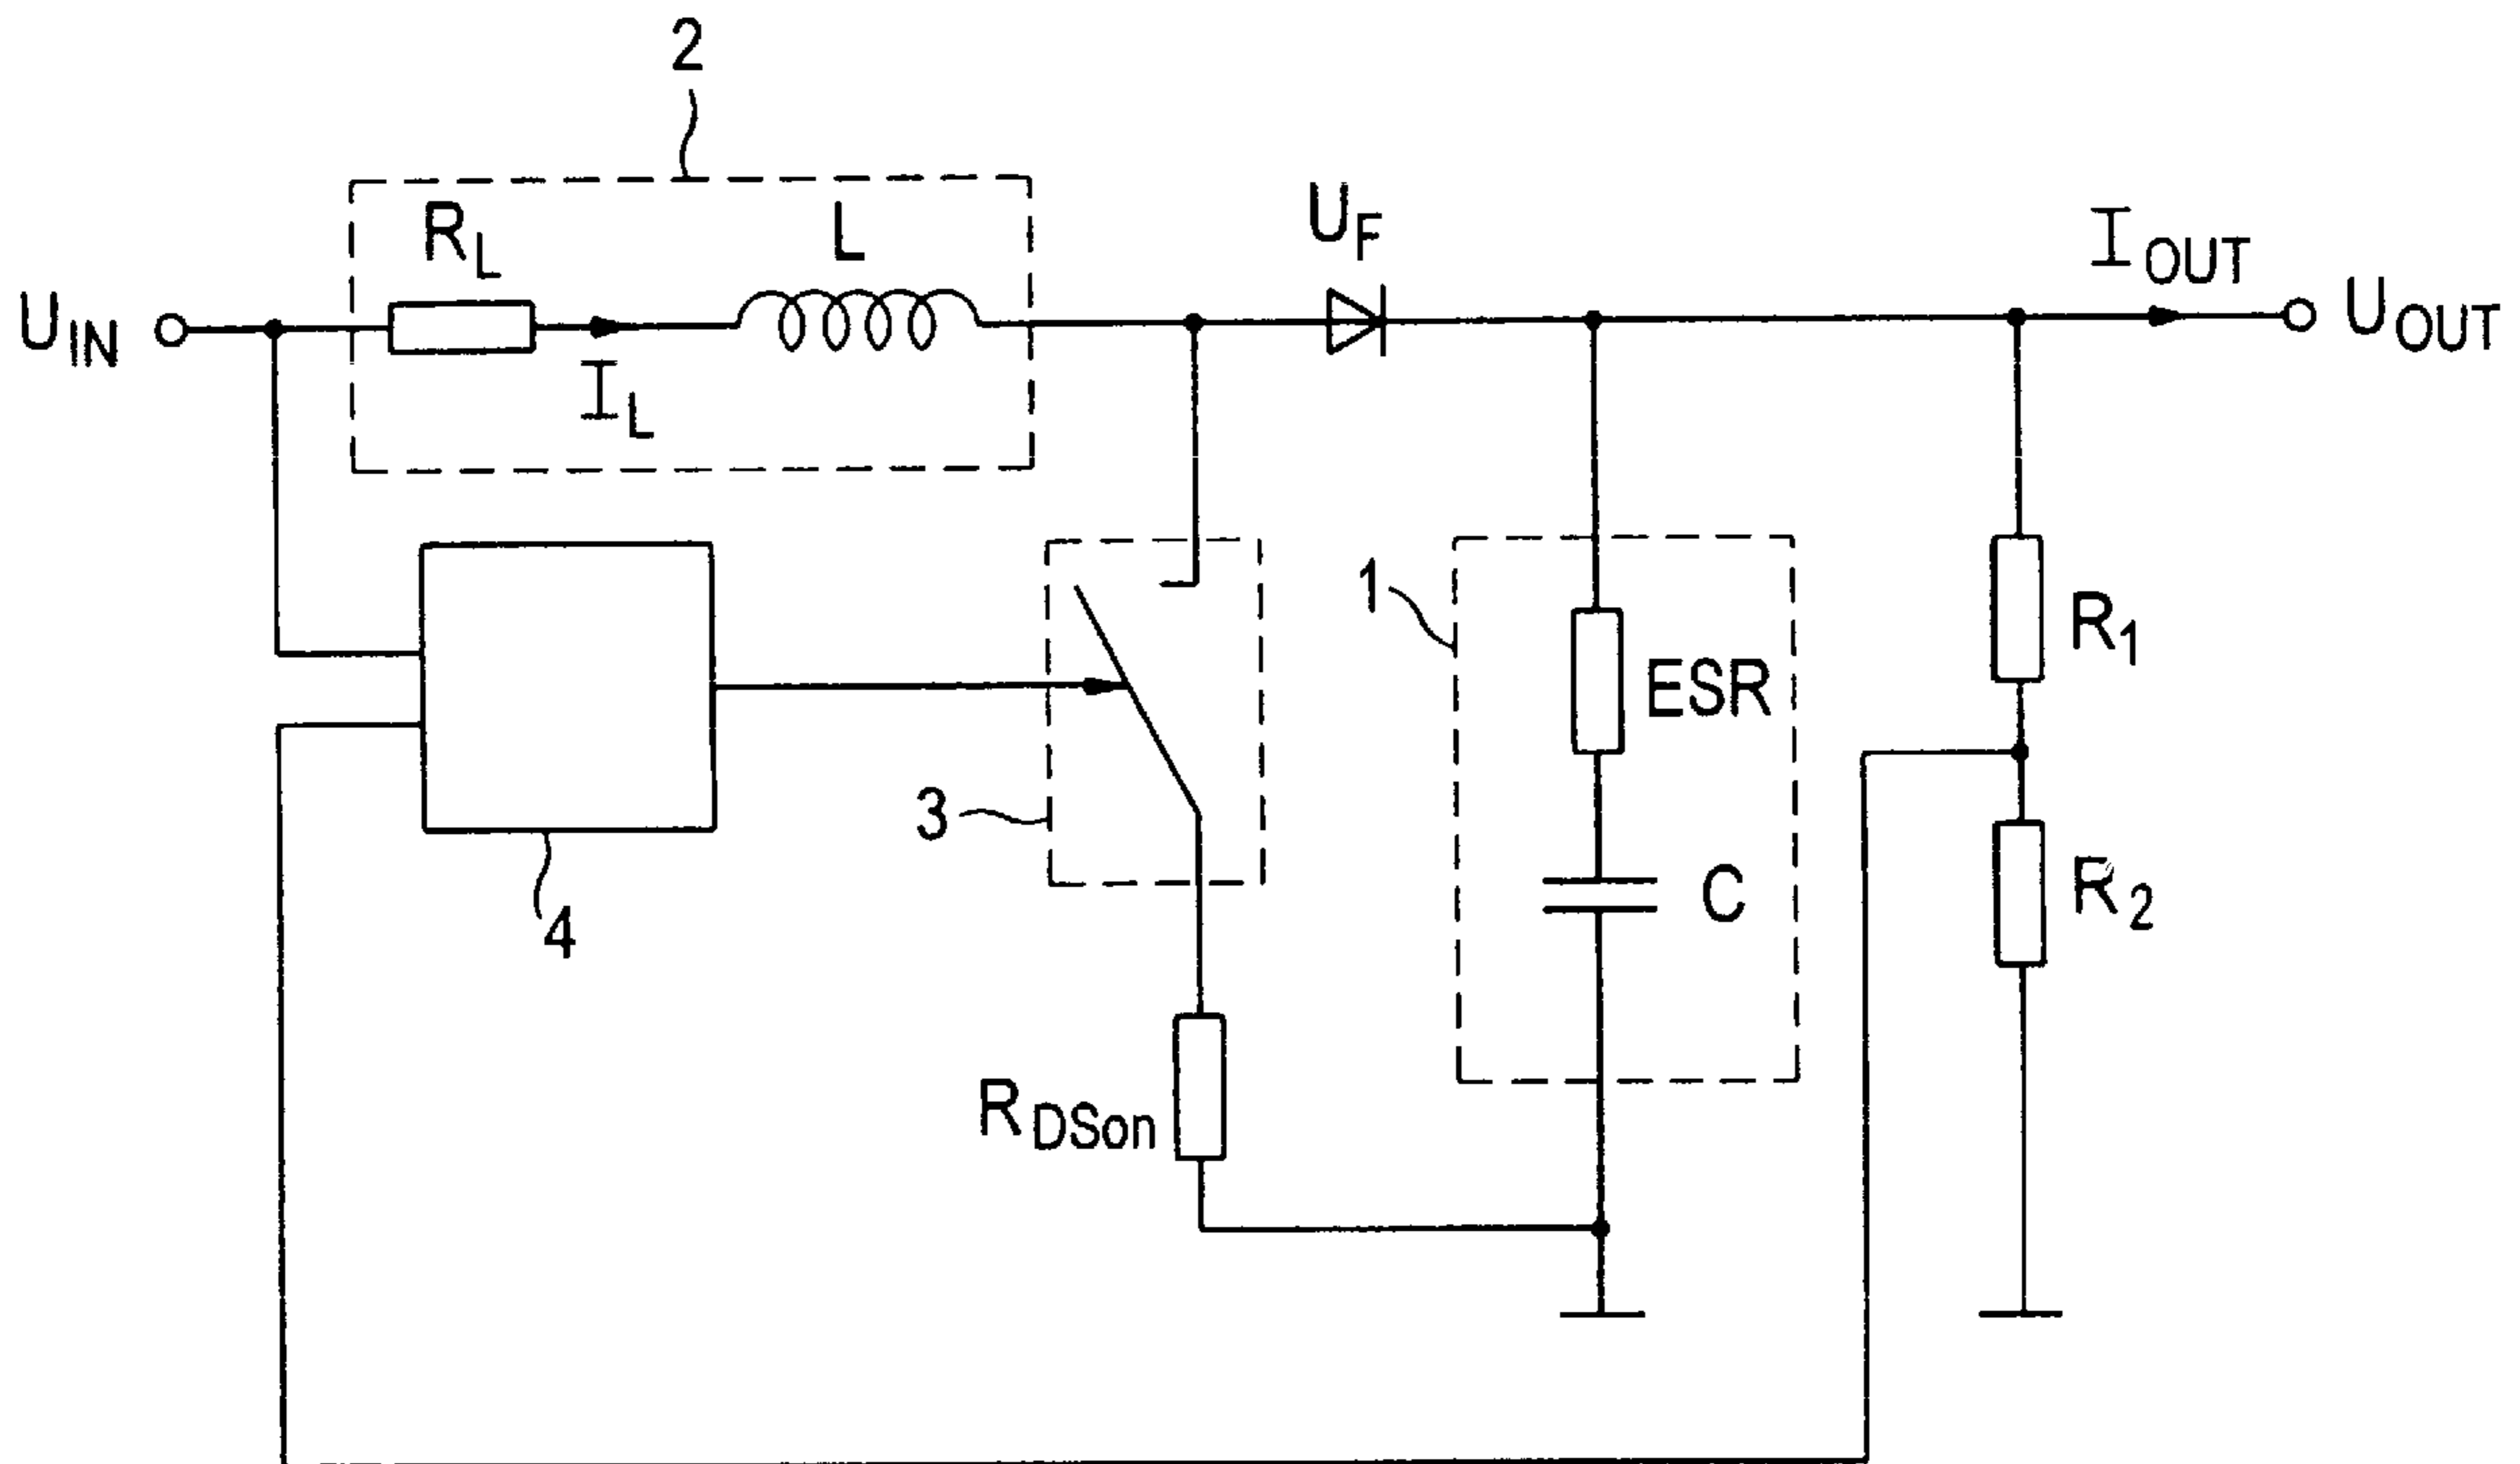 2
R_L
L
U_F
I_OUT
U_IN
I_L
U_OUT
1
R_1
ESR
3
C
R_2
4
R_DSon